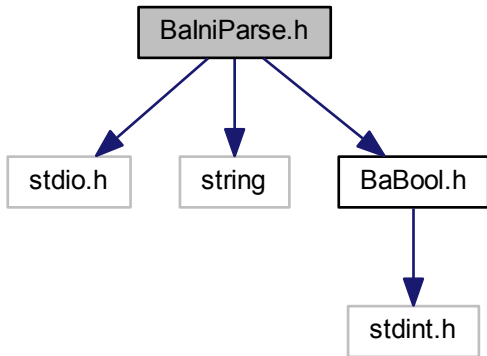 BaIniParse.h
stdio.h
string
BaBool.h
stdint.h